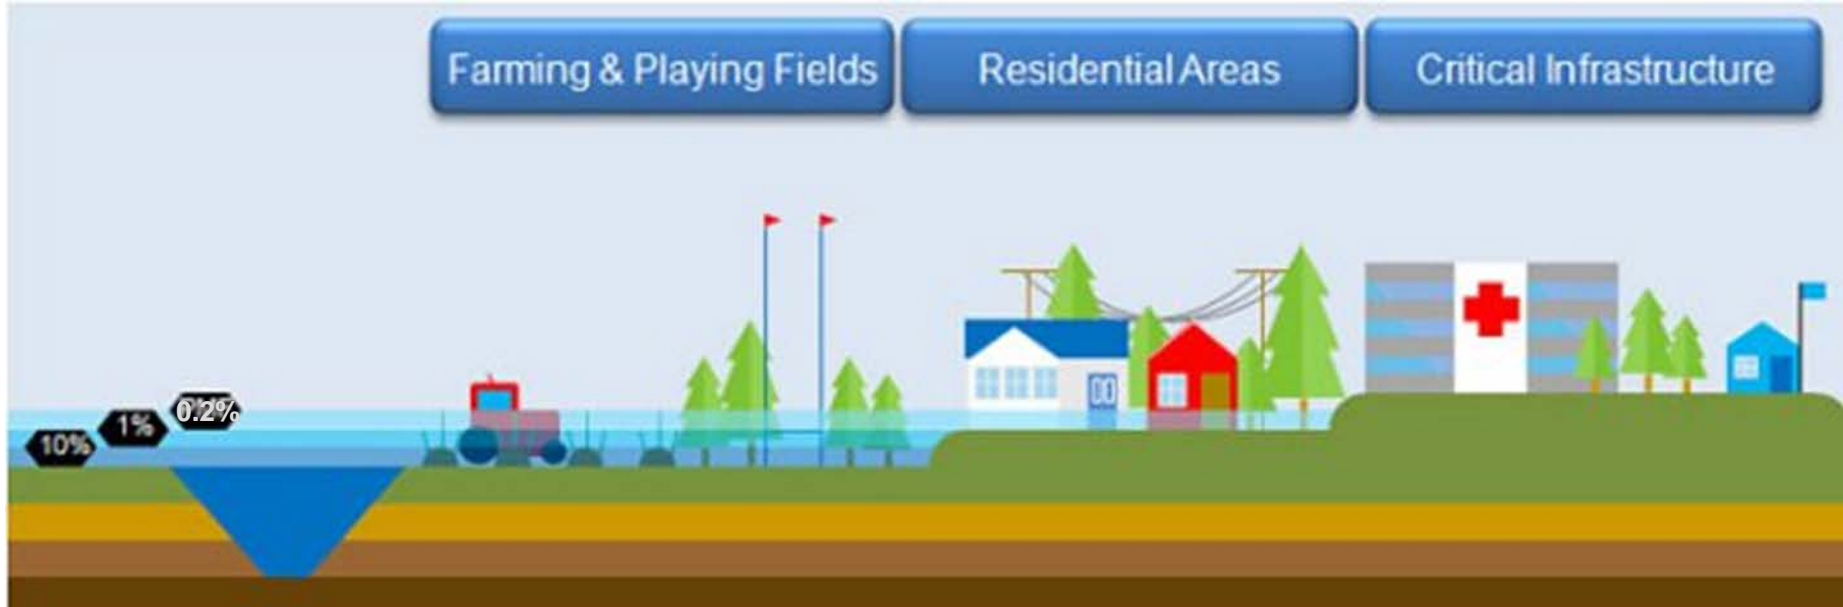 Farming & Playing Fields
Residential Areas
Critical Infrastructure
10%
1%
0.2%